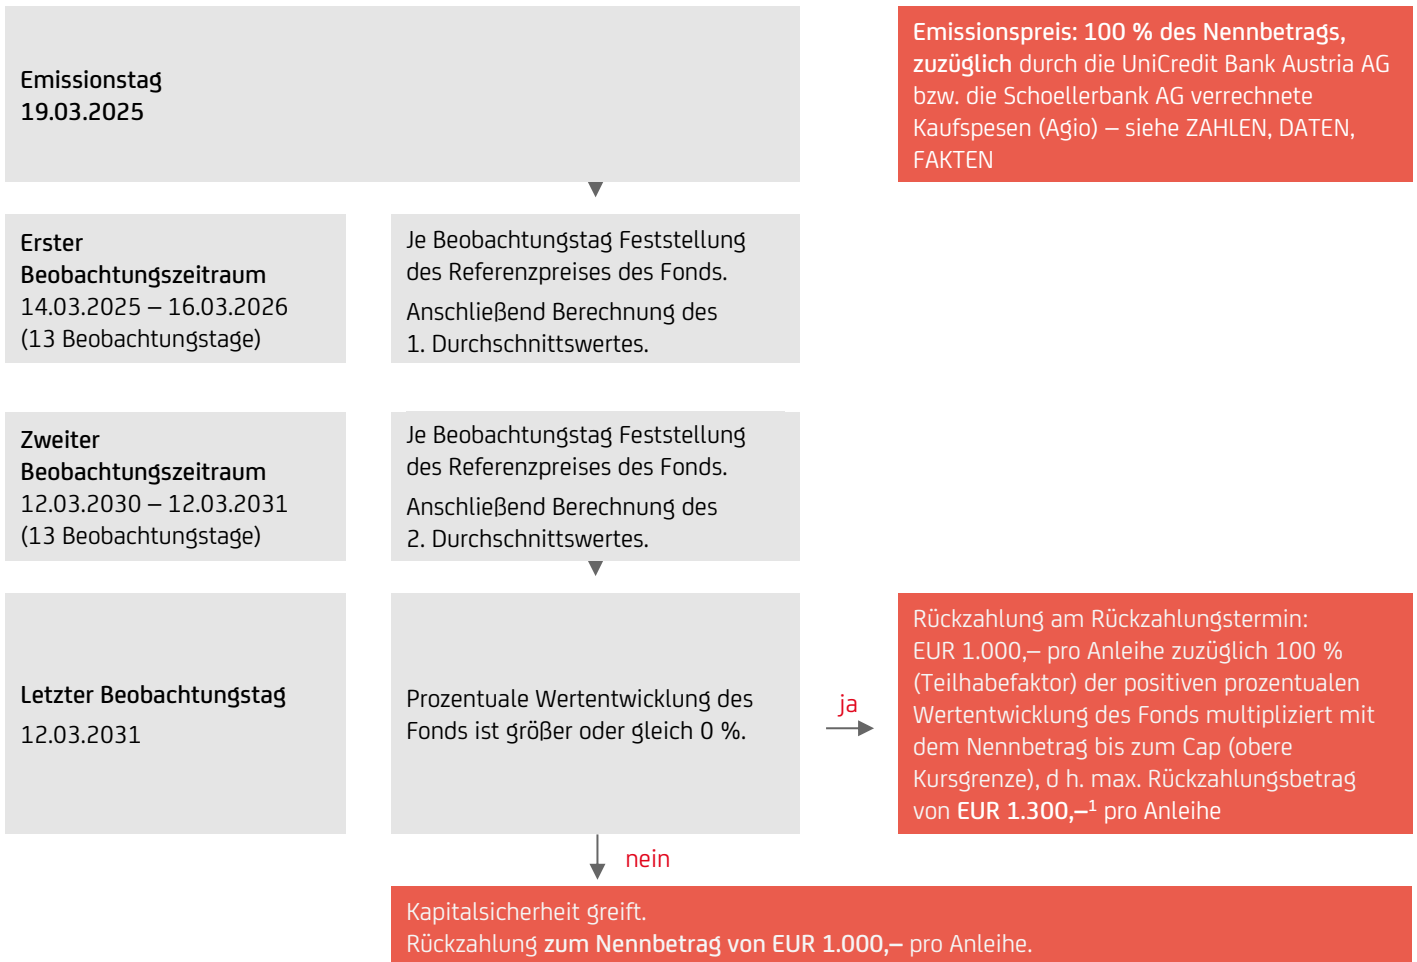 Emissionstag
19.03.2025
Emissionspreis: 100 % des Nennbetrags,
zuzüglich durch die UniCredit Bank Austria AG
bzw. die Schoellerbank AG verrechnete
Kaufspesen (Agio) – siehe ZAHLEN, DATEN,
FAKTEN
Erster
Beobachtungszeitraum
14.03.2025 – 16.03.2026
(13 Beobachtungstage)
Je Beobachtungstag Feststellung
des Referenzpreises des Fonds.
Anschließend Berechnung des
1. Durchschnittswertes.
Zweiter
Beobachtungszeitraum
12.03.2030 – 12.03.2031
(13 Beobachtungstage)
Je Beobachtungstag Feststellung
des Referenzpreises des Fonds.
Anschließend Berechnung des
2. Durchschnittswertes.
Letzter Beobachtungstag
12.03.2031
Prozentuale Wertentwicklung des
Fonds ist größer oder gleich 0 %.
ja
Rückzahlung am Rückzahlungstermin:
EUR 1.000,– pro Anleihe zuzüglich 100 %
(Teilhabefaktor) der positiven prozentualen
Wertentwicklung des Fonds multipliziert mit
dem Nennbetrag bis zum Cap (obere
Kursgrenze), d h. max. Rückzahlungsbetrag
von EUR 1.300,–¹ pro Anleihe
nein
Kapitalsicherheit greift.
Rückzahlung zum Nennbetrag von EUR 1.000,– pro Anleihe.